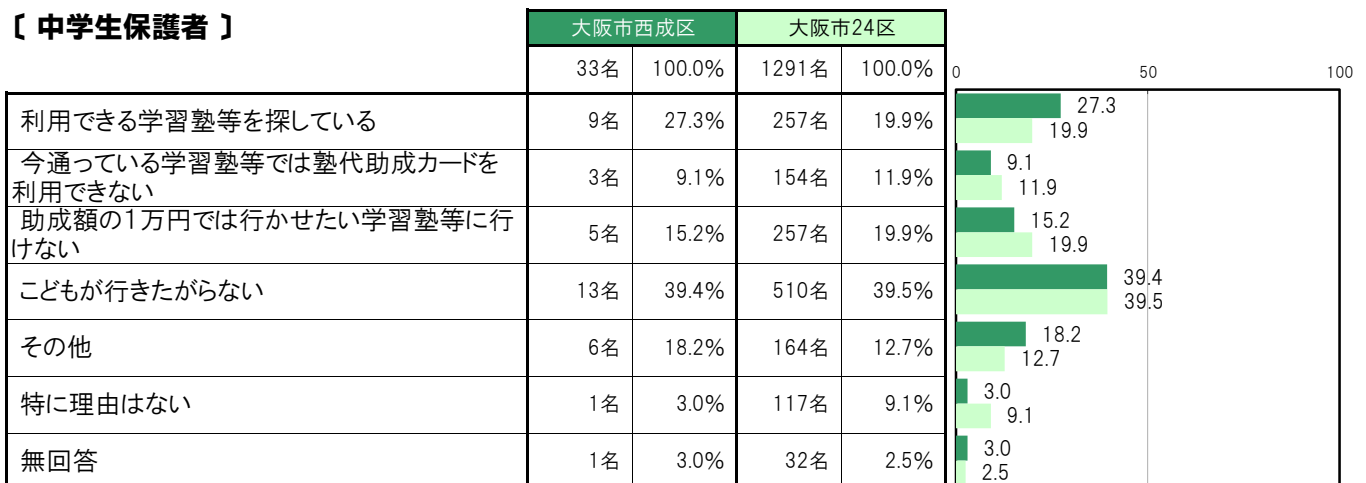 〔 中学生保護者 〕
大阪市西成区 大阪市24区
33名 100.0% 1291名 100.0% 0 50 100
利用できる学習塾等を探している 9名 27.3% 257名 19.9% 27.3
19.9
今通っている学習塾等では塾代助成カードを
利用できない 3名 9.1% 154名 11.9% 9.1
11.9
助成額の1万円では行かせたい学習塾等に行
けない 5名 15.2% 257名 19.9% 15.2
19.9
こどもが行きたがらない 13名 39.4% 510名 39.5% 39.4
39.5
その他 6名 18.2% 164名 12.7% 18.2
12.7
特に理由はない 1名 3.0% 117名 9.1% 3.0
9.1
無回答 1名 3.0% 32名 2.5% 3.0
2.5